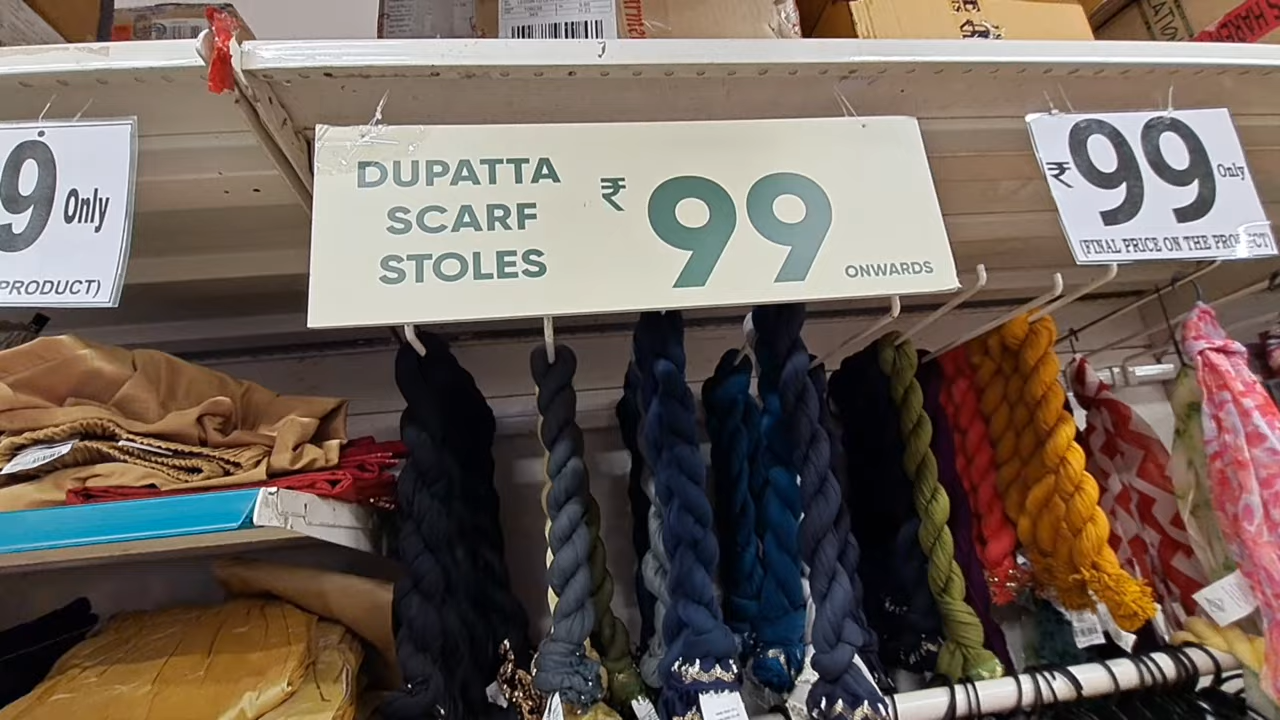 9 Only
PRODUCT)
DUPATTA
SCARF
STOLES
₹ 99
ONWARDS
₹99 Only
(FINAL PRICE ON THE PRODUCT)